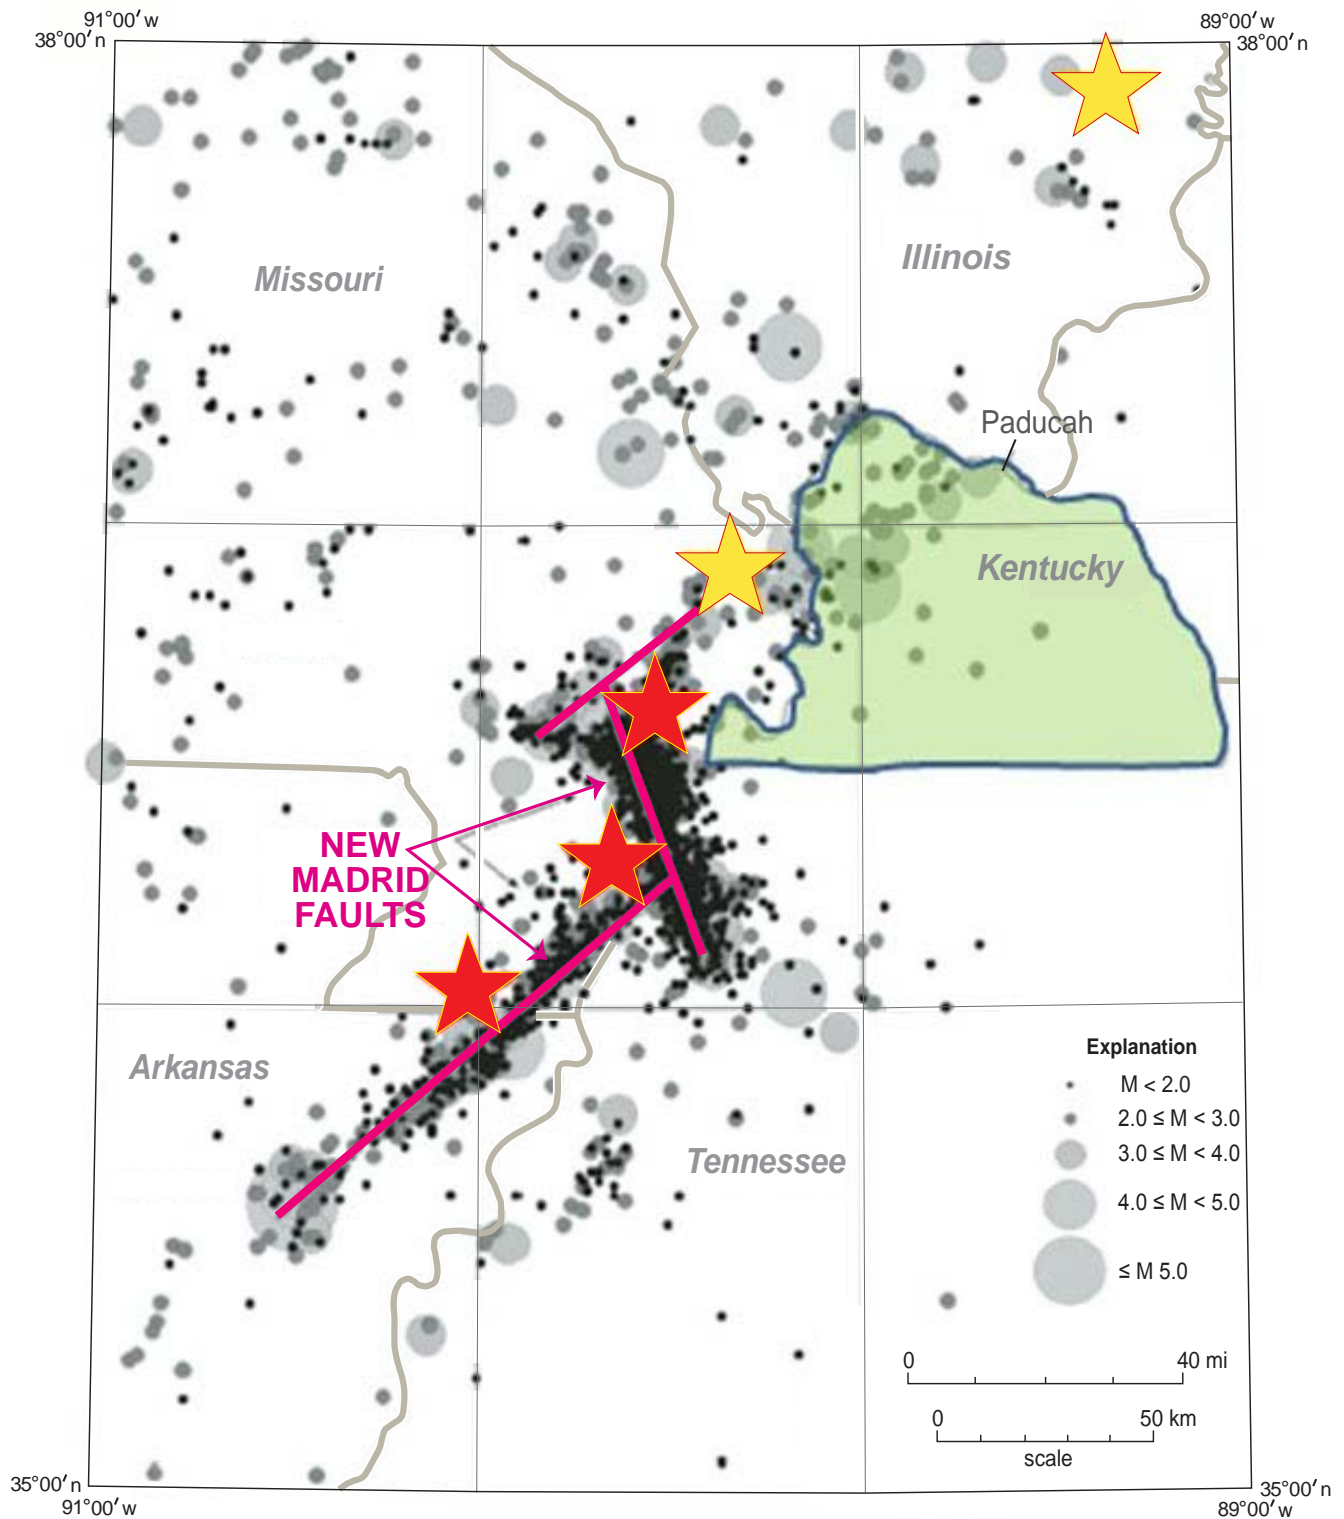 91°00′ w
89°00′ w
38°00′ n
38°00′ n
Missouri
Illinois
Paducah
Kentucky
NEW
MADRID
FAULTS
Arkansas
Tennessee
Explanation
M < 2.0
2.0 ≤ M < 3.0
3.0 ≤ M < 4.0
4.0 ≤ M < 5.0
≤ M 5.0
0 40 mi
0 50 km
scale
35°00′ n
35°00′ n
91°00′ w
89°00′ w